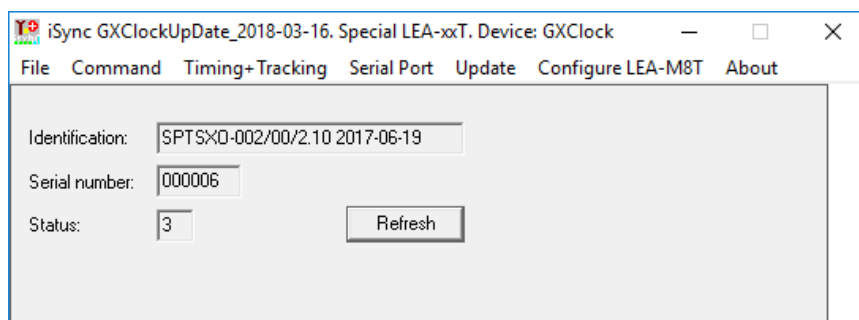 iSync GXClockUpDate_2018-03-16. Special LEA-xxT. Device: GXClock
File Command Timing+Tracking Serial Port Update Configure LEA-M8T About
Identification: SPTSXO-002/00/2.10 2017-06-19
Serial number: 000006
Status: 3 Refresh